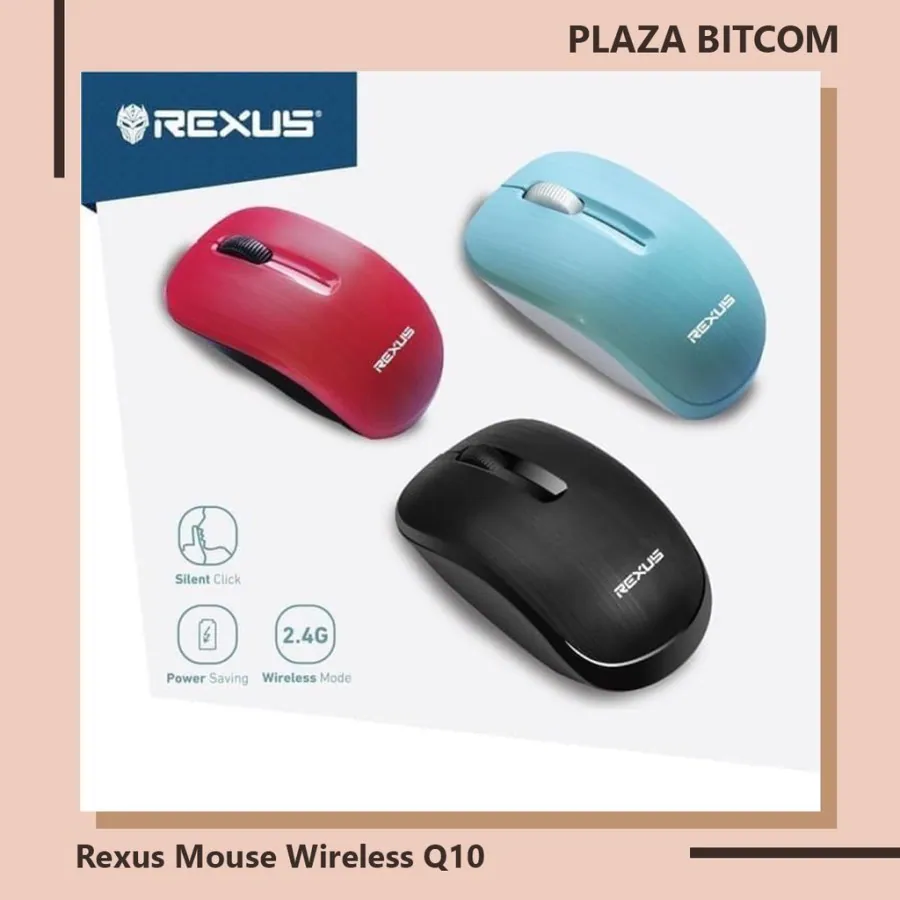 PLAZA BITCOM
REXUS®
REXUS
REXUS
REXUS
Silent Click
2.4G
Power Saving
Wireless Mode
Rexus Mouse Wireless Q10